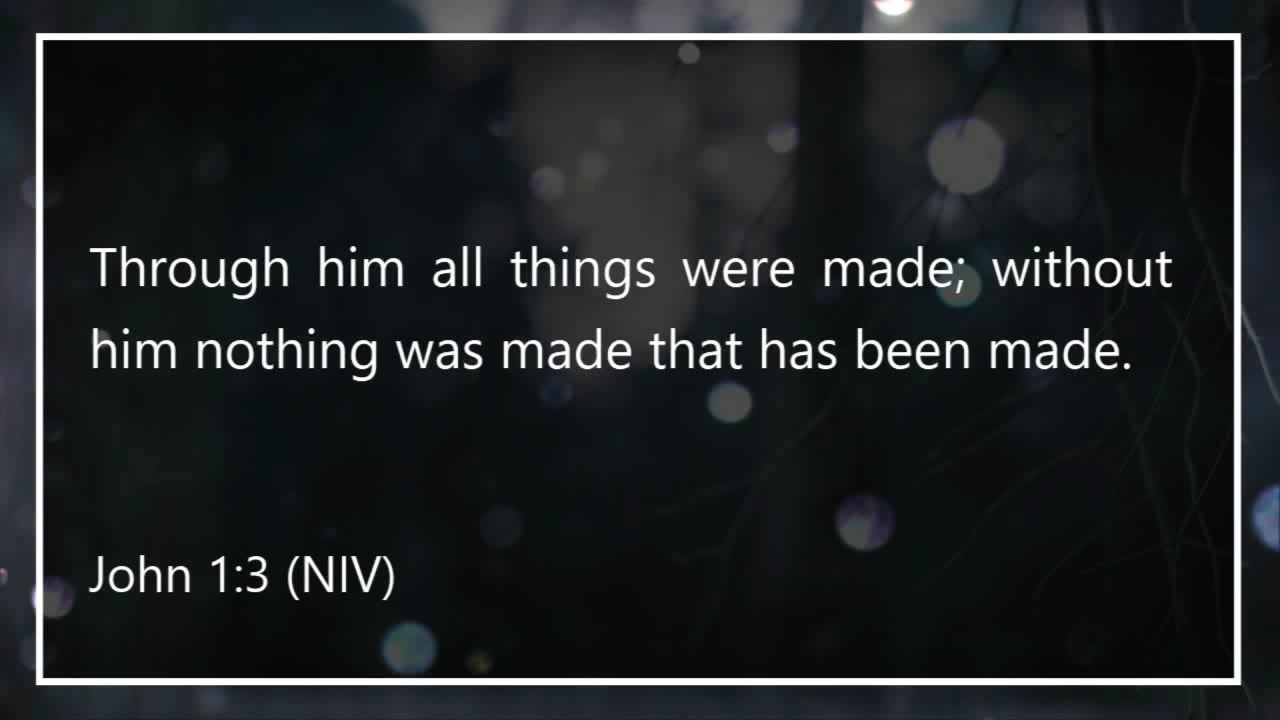 Through him all things were made; without
him nothing was made that has been made.
John 1:3 (NIV)